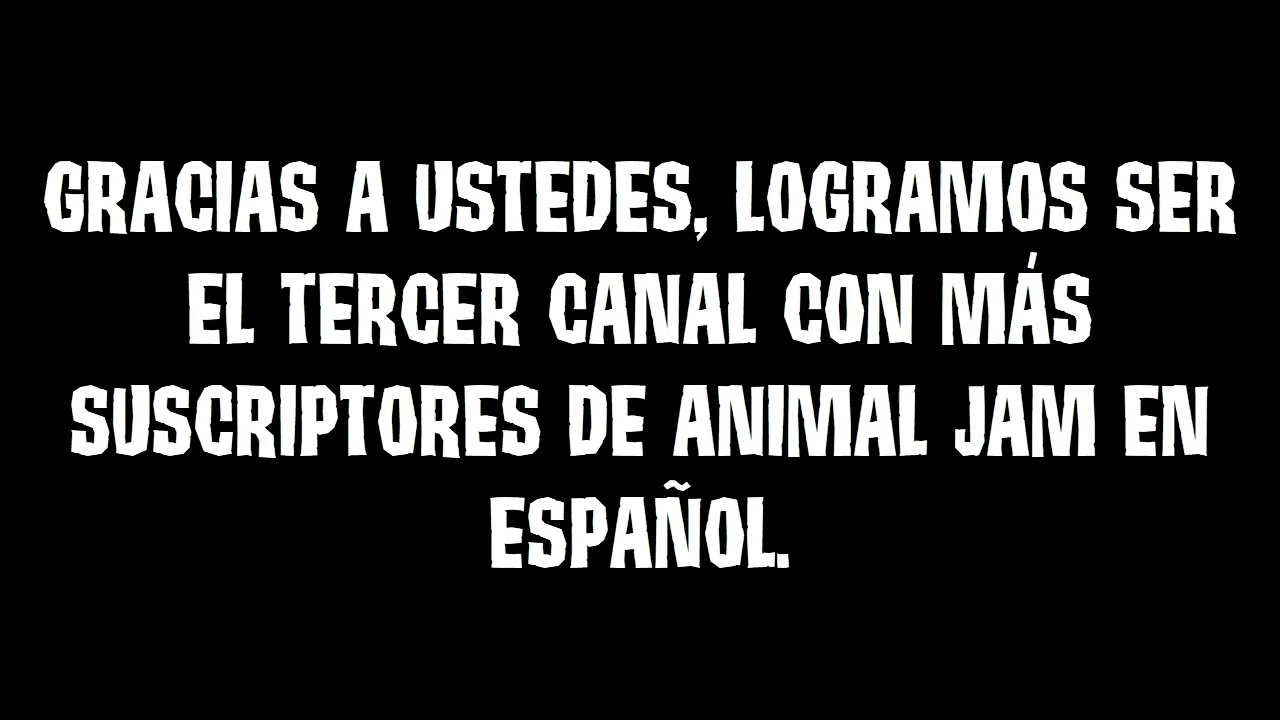 GRACIAS A USTEDES, LOGRAMOS SER
EL TERCER CANAL CON MÁS
SUSCRIPTORES DE ANIMAL JAM EN
ESPAÑOL.